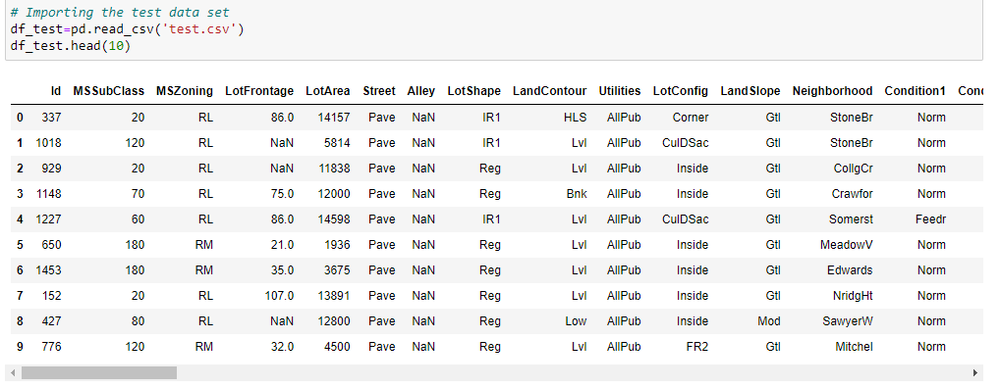 # Importing the test data set
df_test=pd.read_csv('test.csv')
df_test.head(10)
Id MSSubClass MSZoning LotFrontage LotArea Street Alley LotShape LandContour Utilities LotConfig LandSlope Neighborhood Condition1
0 337 20 RL 86.0 14157 Pave NaN IR1 HLS AllPub Corner Gtl StoneBr Norm
1 1018 120 RL NaN 5814 Pave NaN IR1 Lvl AllPub CulDSac Gtl StoneBr Norm
2 929 20 RL NaN 11838 Pave NaN Reg Lvl AllPub Inside Gtl CollgCr Norm
3 1148 70 RL 75.0 12000 Pave NaN Reg Bnk AllPub Inside Gtl Crawfor Norm
4 1227 60 RL 86.0 14598 Pave NaN IR1 Lvl AllPub CulDSac Gtl Somerst Feedr
5 650 180 RM 21.0 1936 Pave NaN Reg Lvl AllPub Inside Gtl MeadowV Norm
6 1453 180 RM 35.0 3675 Pave NaN Reg Lvl AllPub Inside Gtl Edwards Norm
7 152 20 RL 107.0 13891 Pave NaN Reg Lvl AllPub Inside Gtl NridgHt Norm
8 427 80 RL NaN 12800 Pave NaN Reg Low AllPub Inside Mod SawyerW Norm
9 776 120 RM 32.0 4500 Pave NaN Reg Lvl AllPub FR2 Gtl Mitchel Norm